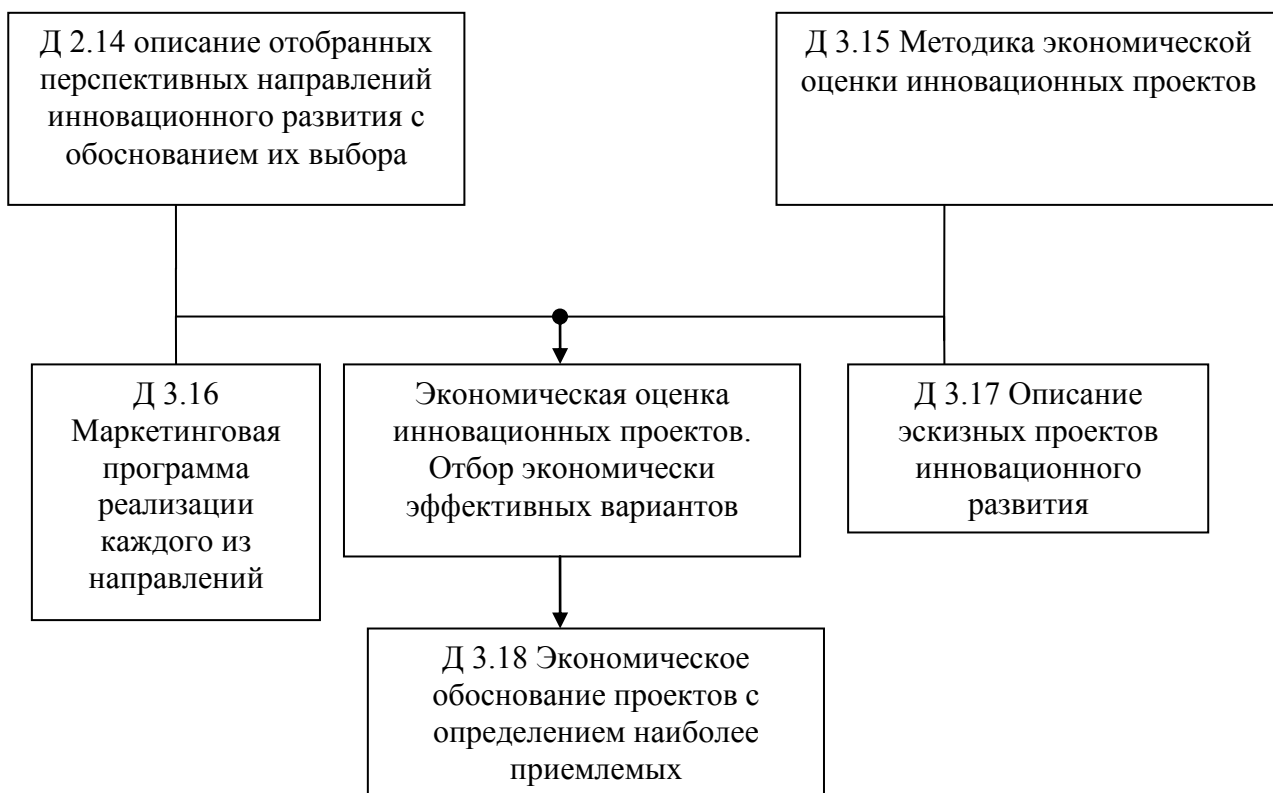 Д 2.14 описание отобранных
перспективных направлений
инновационного развития с
обоснованием их выбора
Д 3.15 Методика экономической
оценки инновационных проектов
Д 3.16
Маркетинговая
программа
реализации
каждого из
направлений
Экономическая оценка
инновационных проектов.
Отбор экономически
эффективных вариантов
Д 3.17 Описание
эскизных проектов
инновационного
развития
Д 3.18 Экономическое
обоснование проектов с
определением наиболее
приемлемых